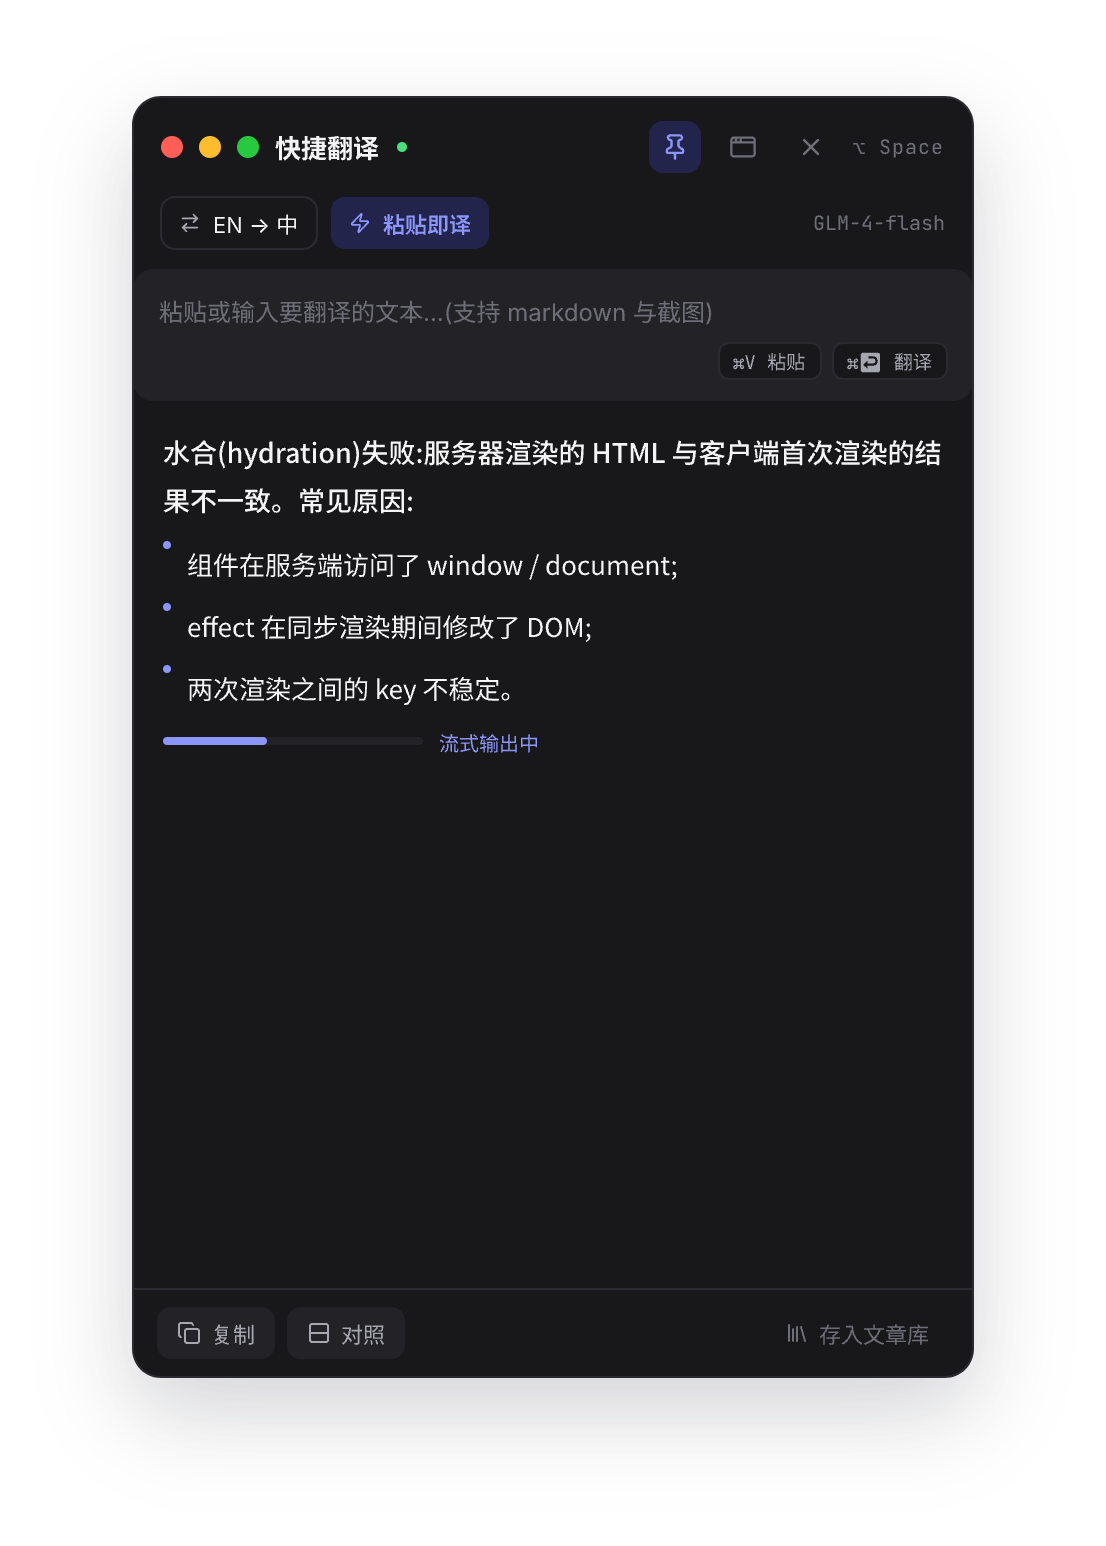 快捷翻译
⌥ Space
EN → 中
粘贴即译
GLM-4-flash
粘贴或输入要翻译的文本...(支持 markdown 与截图)
⌘V 粘贴
⌘↩ 翻译
水合(hydration)失败:服务器渲染的 HTML 与客户端首次渲染的结
果不一致。常见原因:
• 组件在服务端访问了 window / document;
• effect 在同步渲染期间修改了 DOM;
• 两次渲染之间的 key 不稳定。
流式输出中
复制
对照
存入文章库